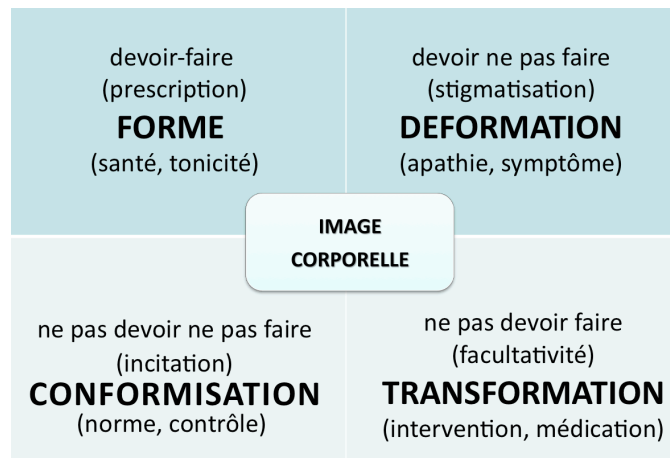 devoir-faire
(prescription)
FORME
(santé, tonicité)
devoir ne pas faire
(stigmatisation)
DEFORMATION
(apathie, symptôme)
IMAGE
CORPORELLE
ne pas devoir ne pas faire
(incitation)
CONFORMISATION
(norme, contrôle)
ne pas devoir faire
(facultativité)
TRANSFORMATION
(intervention, médication)